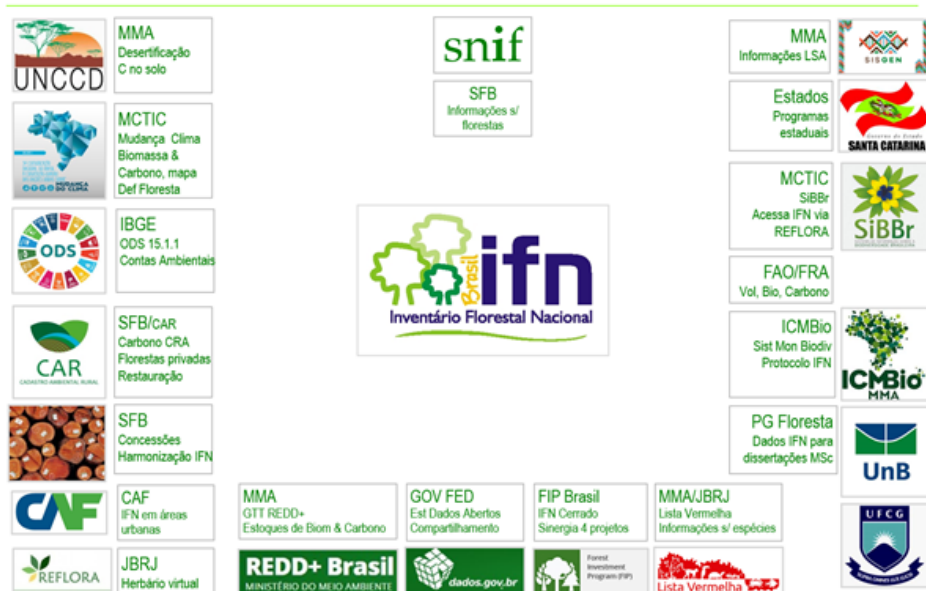 UNCCD
MMA
Desertificação
C no solo
MCTIC
Mudança Clima
Biomassa &
Carbono, mapa
Def Floresta
MUDANÇA
DO CLIMA
ODS
IBGE
ODS 15.1.1
Contas Ambientais
CAR
CADASTRO AMBIENTAL RURAL
SFB/CAR
Carbono CRA
Florestas privadas
Restauração
SFB
Concessões
Harmonização IFN
CAF
CAF
IFN em áreas
urbanas
REFLORA
JBRJ
Herbário virtual
snif
SFB
Informações s/
florestas
Brasil
ifn
Inventário Florestal Nacional
MMA
GTT REDD+
Estoques de Biom & Carbono
REDD+ Brasil
MINISTÉRIO DO MEIO AMBIENTE
GOV FED
Est Dados Abertos
Compartilhamento
dados.gov.br
FIP Brasil
IFN Cerrado
Sinergia 4 projetos
Forest
Investment
Program (FIP)
MMA/JBRJ
Lista Vermelha
Informações s/ espécies
Lista Vermelha
MMA
Informações LSA
SISGEN
Estados
Programas
estaduais
Governo do Estado
SANTA CATARINA
MCTIC
SiBBr
Acessa IFN via
REFLORA
SiBBr
FAO/FRA
Vol, Bio, Carbono
ICMBio
Sist Mon Biodiv
Protocolo IFN
ICMBio
MMA
PG Floresta
Dados IFN para
dissertações MSc
UnB
UFCG